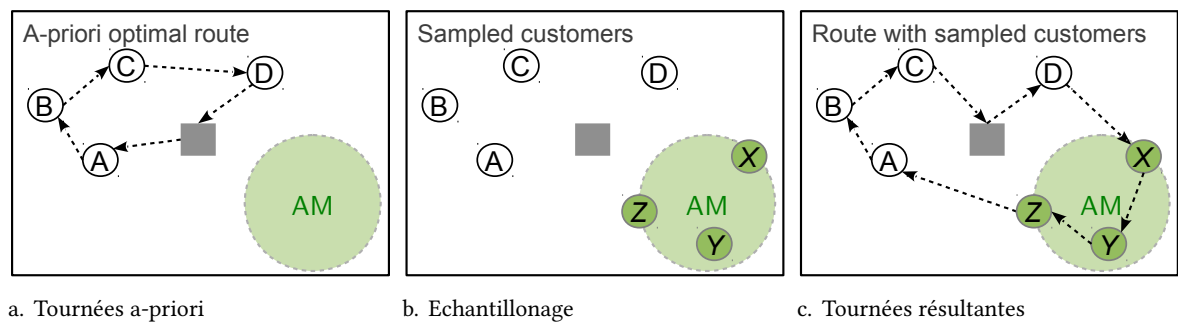 A-priori optimal route
C
D
B
A
AM
a. Tournées a-priori
Sampled customers
C
D
B
A
X
Z
AM
Y
b. Echantillonage
Route with sampled customers
C
D
B
A
X
Z
AM
Y
c. Tournées résultantes